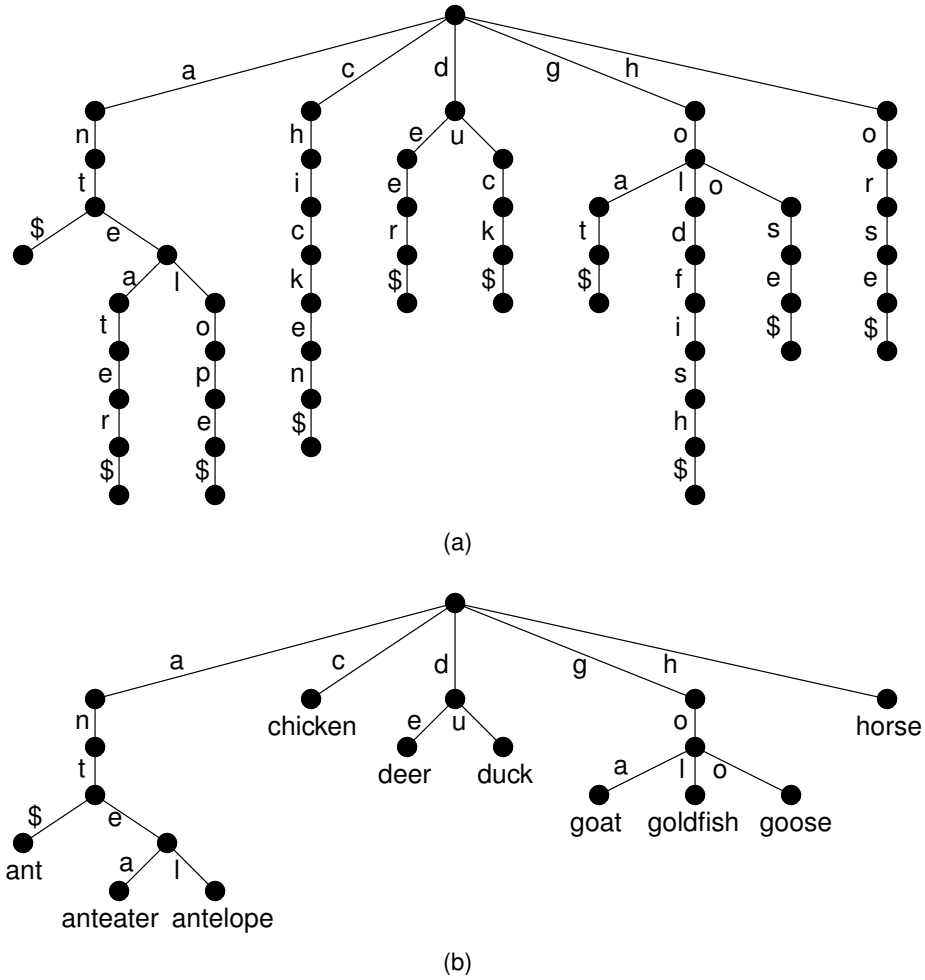 a c d g h
n h e u o o
t i e c a l o r
$ e c r k t d s s
a l k $ $ $ f e e
t o e i $ $
e p n s
r e $ h
$ $ $
(a)
a c d g h
n chicken e u o horse
t deer duck a l o
$ e goat goldfish goose
ant a l
anteater antelope
(b)